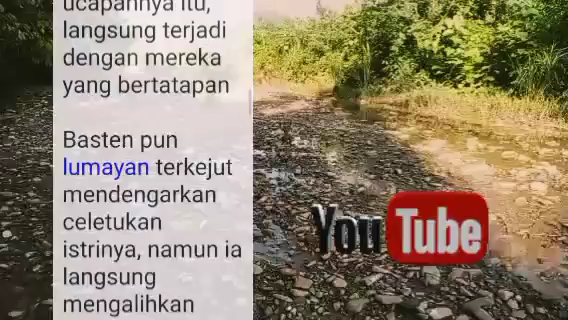 ucapannya itu,
langsung terjadi
dengan mereka
yang bertatapan
Basten pun
lumayan terkejut
mendengarkan
celetukan
istrinya, namun ia
langsung
mengalihkan
YouTube